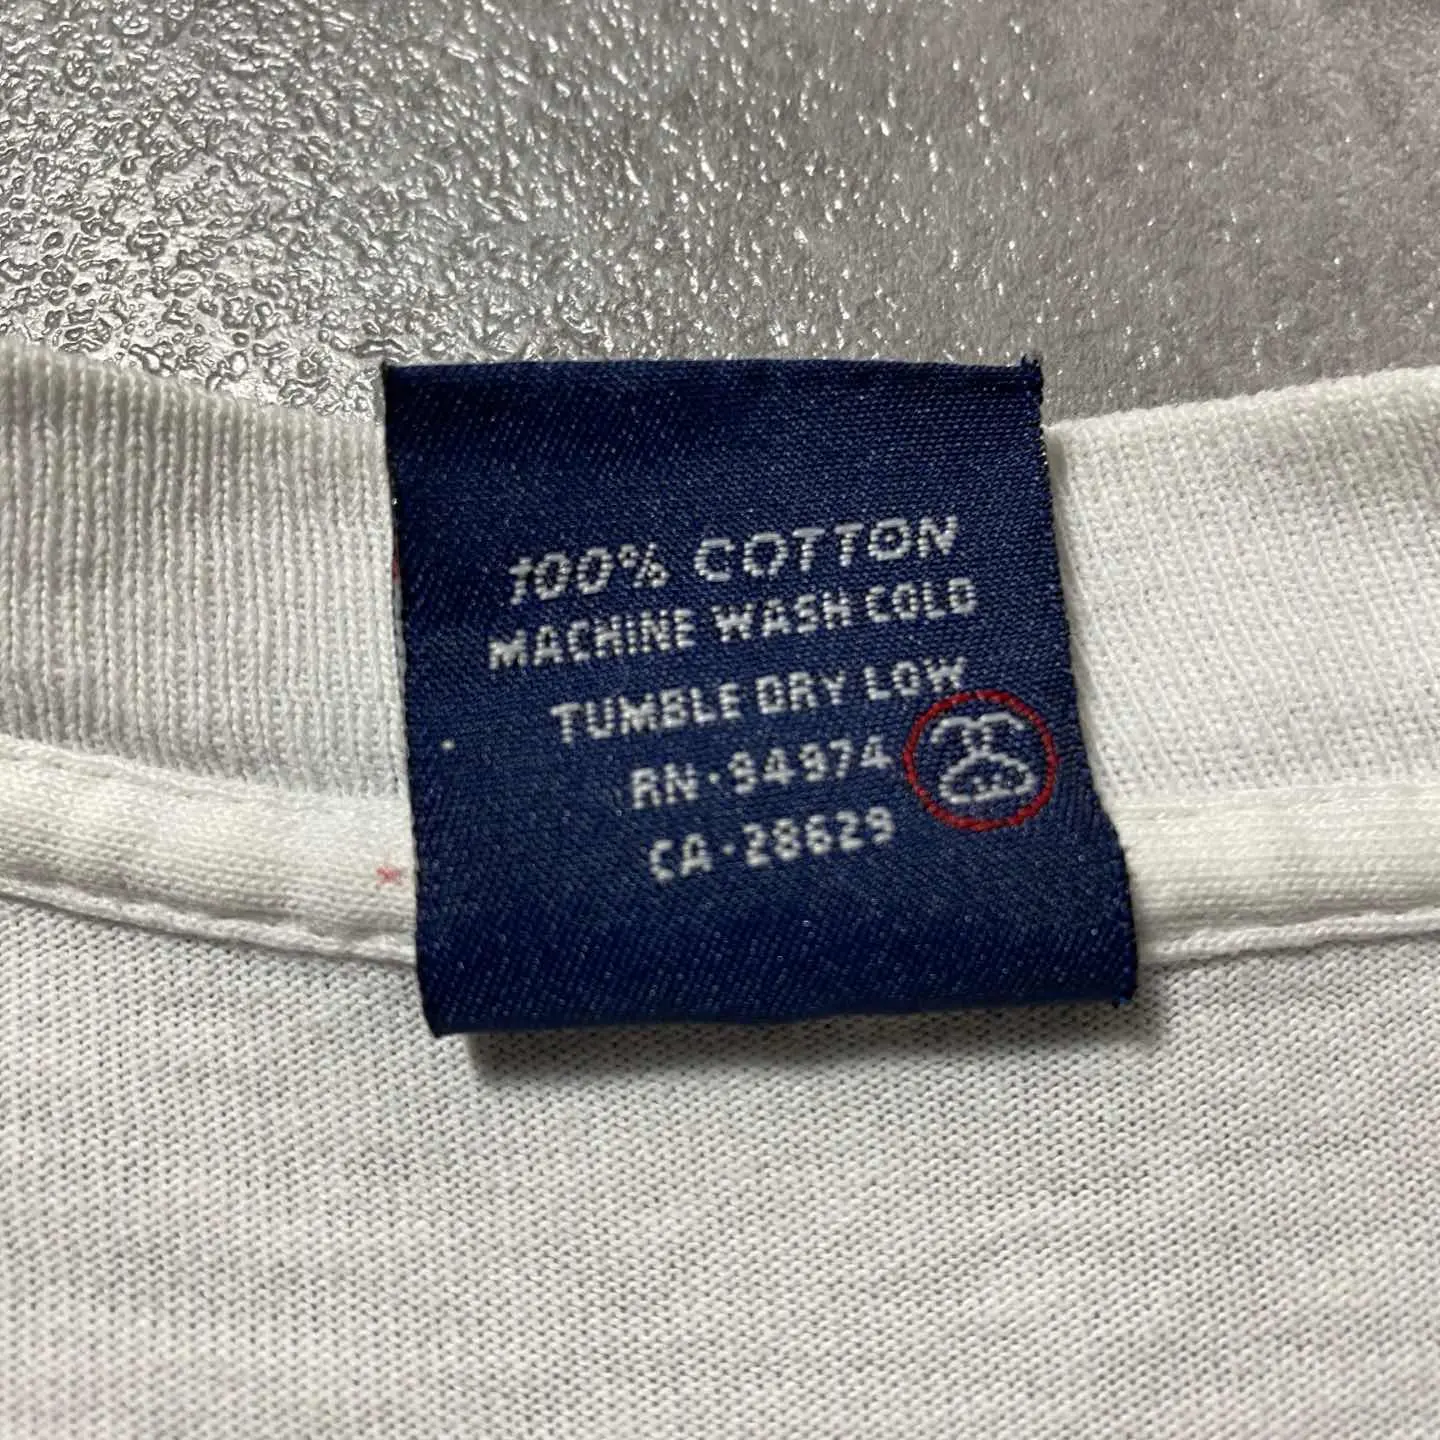 100% COTTON
MACHINE WASH COLD
TUMBLE DRY LOW
RN·94974
CA·28629